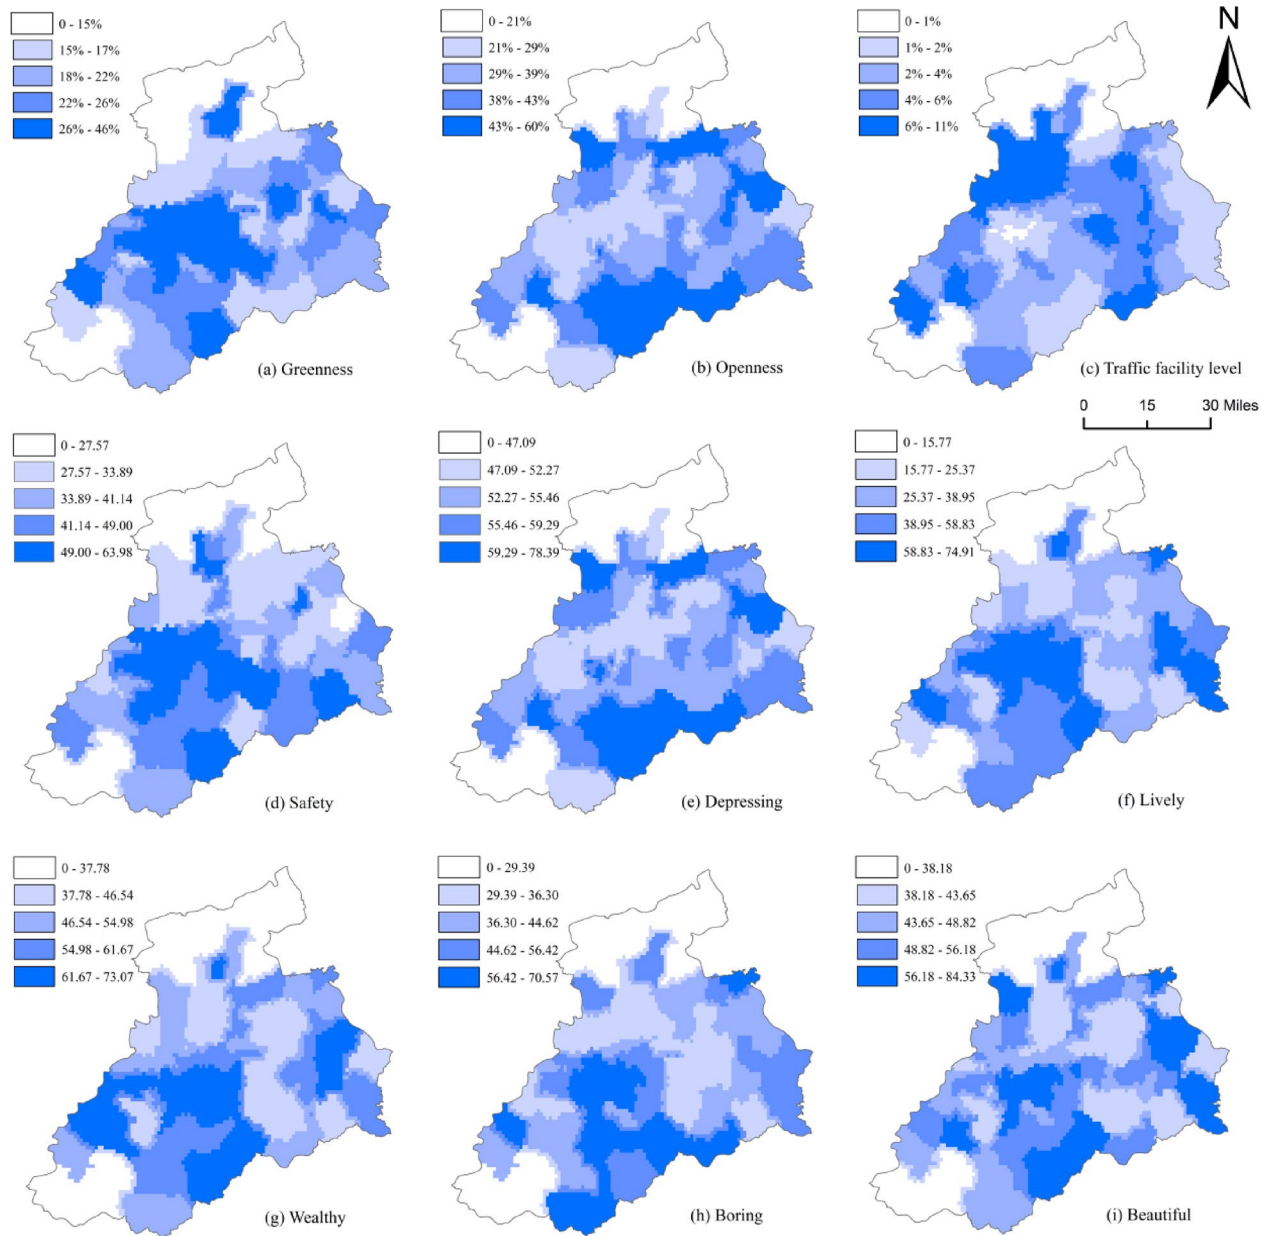 0 - 15%
15% - 17%
18% - 22%
22% - 26%
26% - 46%
(a) Greenness
0 - 21%
21% - 29%
29% - 39%
38% - 43%
43% - 60%
(b) Openness
0 - 1%
1% - 2%
2% - 4%
4% - 6%
6% - 11%
(c) Traffic facility level
N
0 15 30 Miles
0 - 27.57
27.57 - 33.89
33.89 - 41.14
41.14 - 49.00
49.00 - 63.98
(d) Safety
0 - 47.09
47.09 - 52.27
52.27 - 55.46
55.46 - 59.29
59.29 - 78.39
(e) Depressing
0 - 15.77
15.77 - 25.37
25.37 - 38.95
38.95 - 58.83
58.83 - 74.91
(f) Lively
0 - 37.78
37.78 - 46.54
46.54 - 54.98
54.98 - 61.67
61.67 - 73.07
(g) Wealthy
0 - 29.39
29.39 - 36.30
36.30 - 44.62
44.62 - 56.42
56.42 - 70.57
(h) Boring
0 - 38.18
38.18 - 43.65
43.65 - 48.82
48.82 - 56.18
56.18 - 84.33
(i) Beautiful